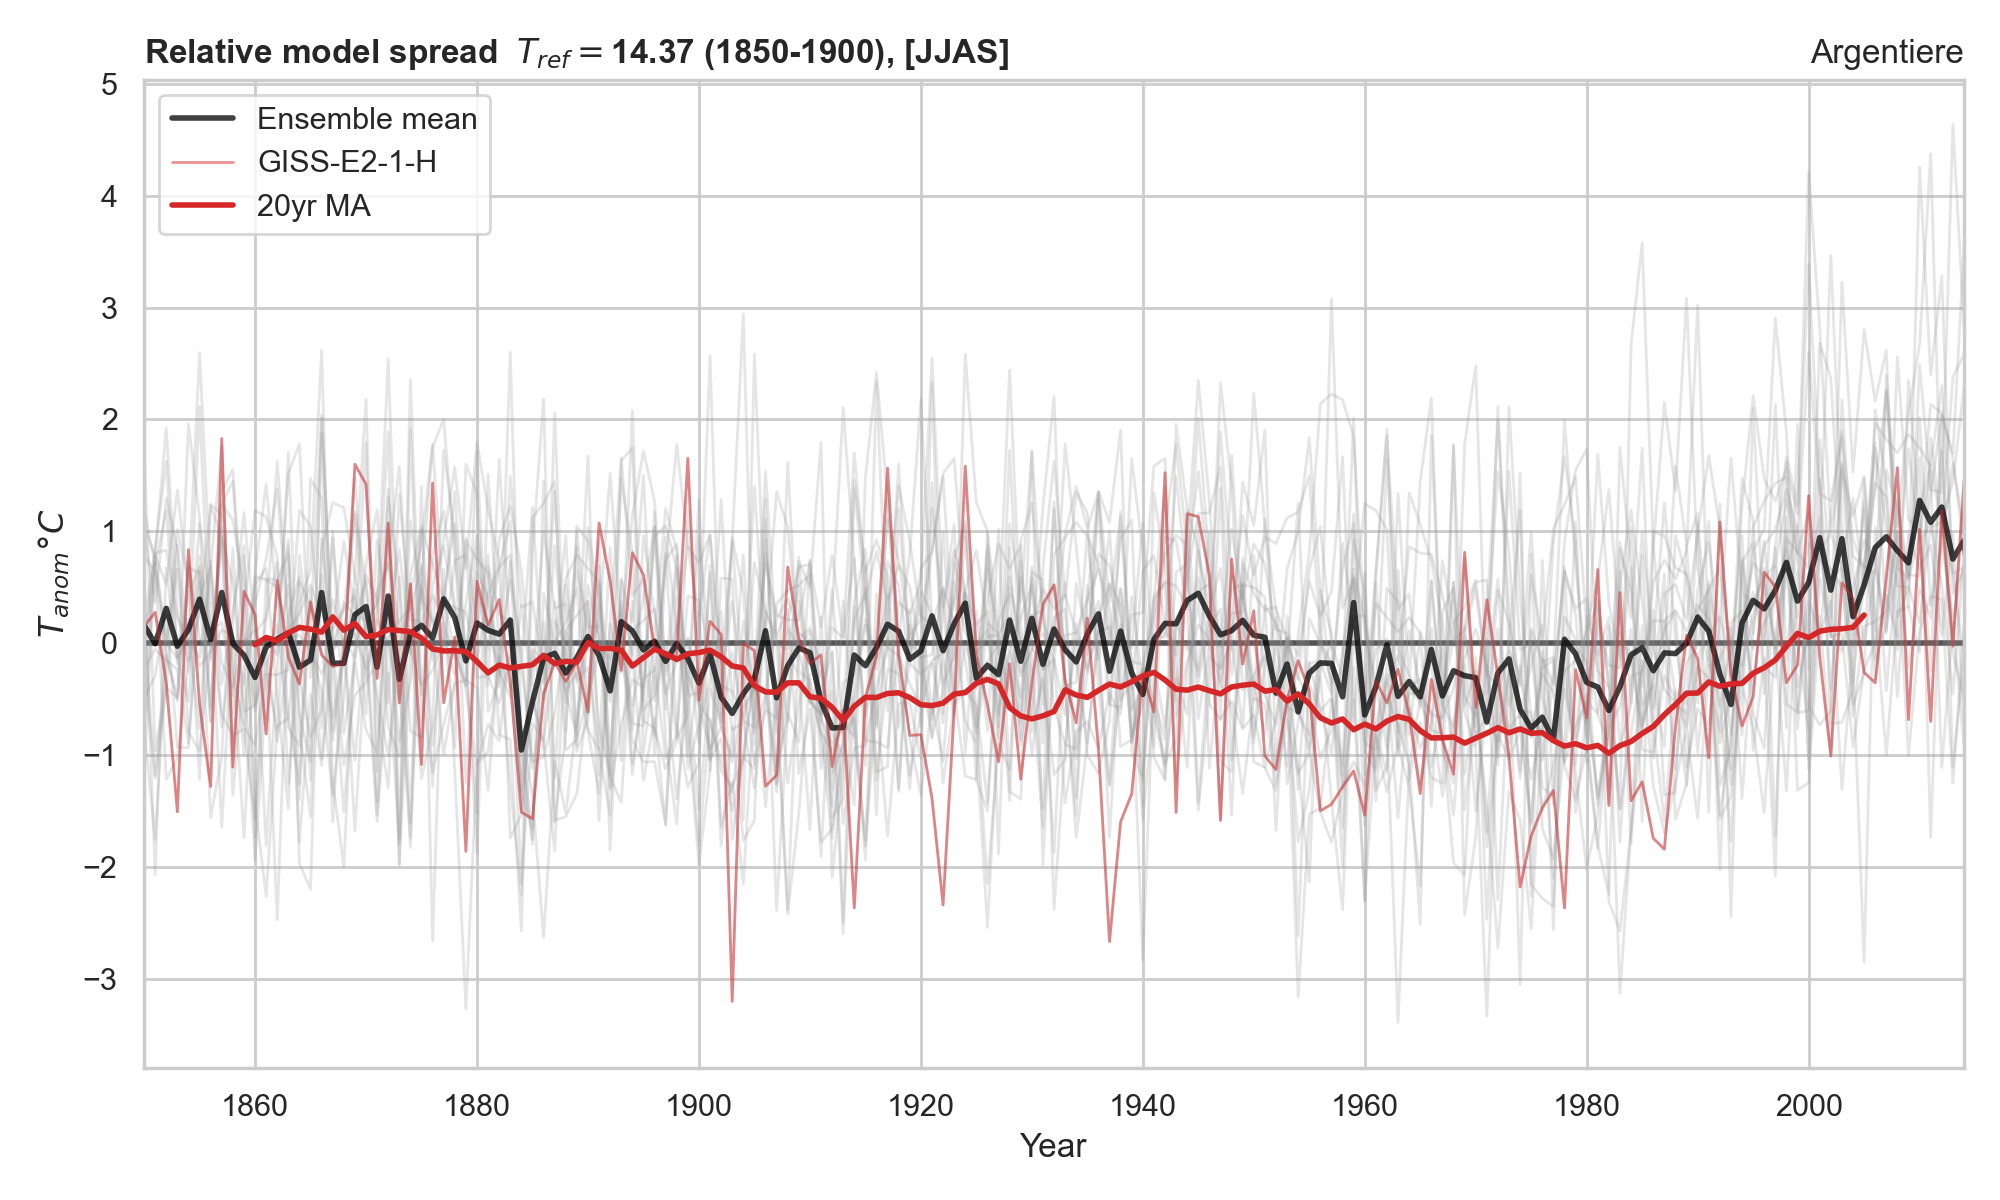 Relative model spread  T_ref = 14.37 (1850-1900), [JJAS]
Argentiere
Ensemble mean
GISS-E2-1-H
20yr MA
5
4
3
2
1
0
−1
−2
−3
T_anom°C
1860 1880 1900 1920 1940 1960 1980 2000
Year